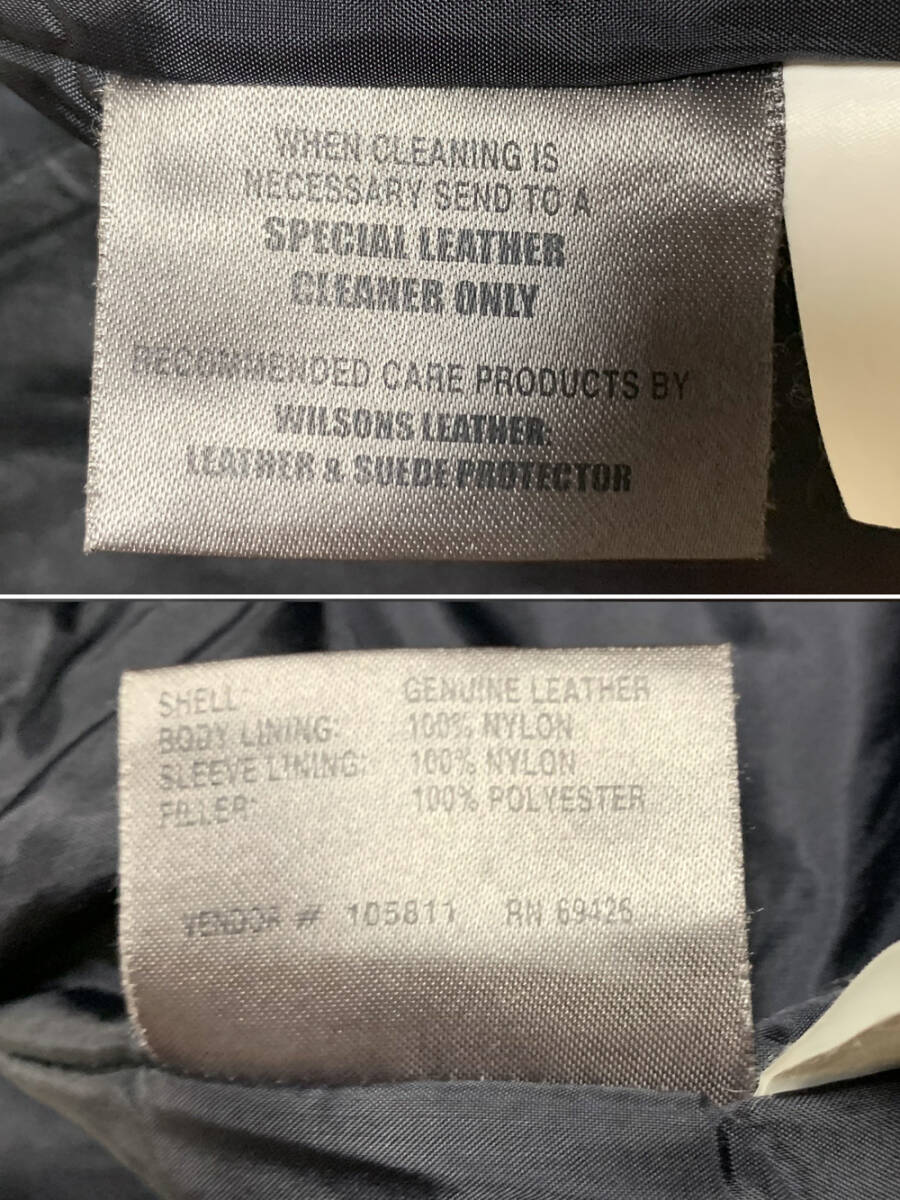 WHEN CLEANING IS
NECESSARY SEND TO A
SPECIAL LEATHER
CLEANER ONLY
RECOMMENDED CARE PRODUCTS BY
WILSONS LEATHER:
LEATHER & SUEDE PROTECTOR
SHELL: GENUINE LEATHER
BODY LINING: 100% NYLON
SLEEVE LINING: 100% NYLON
FILLER: 100% POLYESTER
VENDOR # 105811 RN 69426